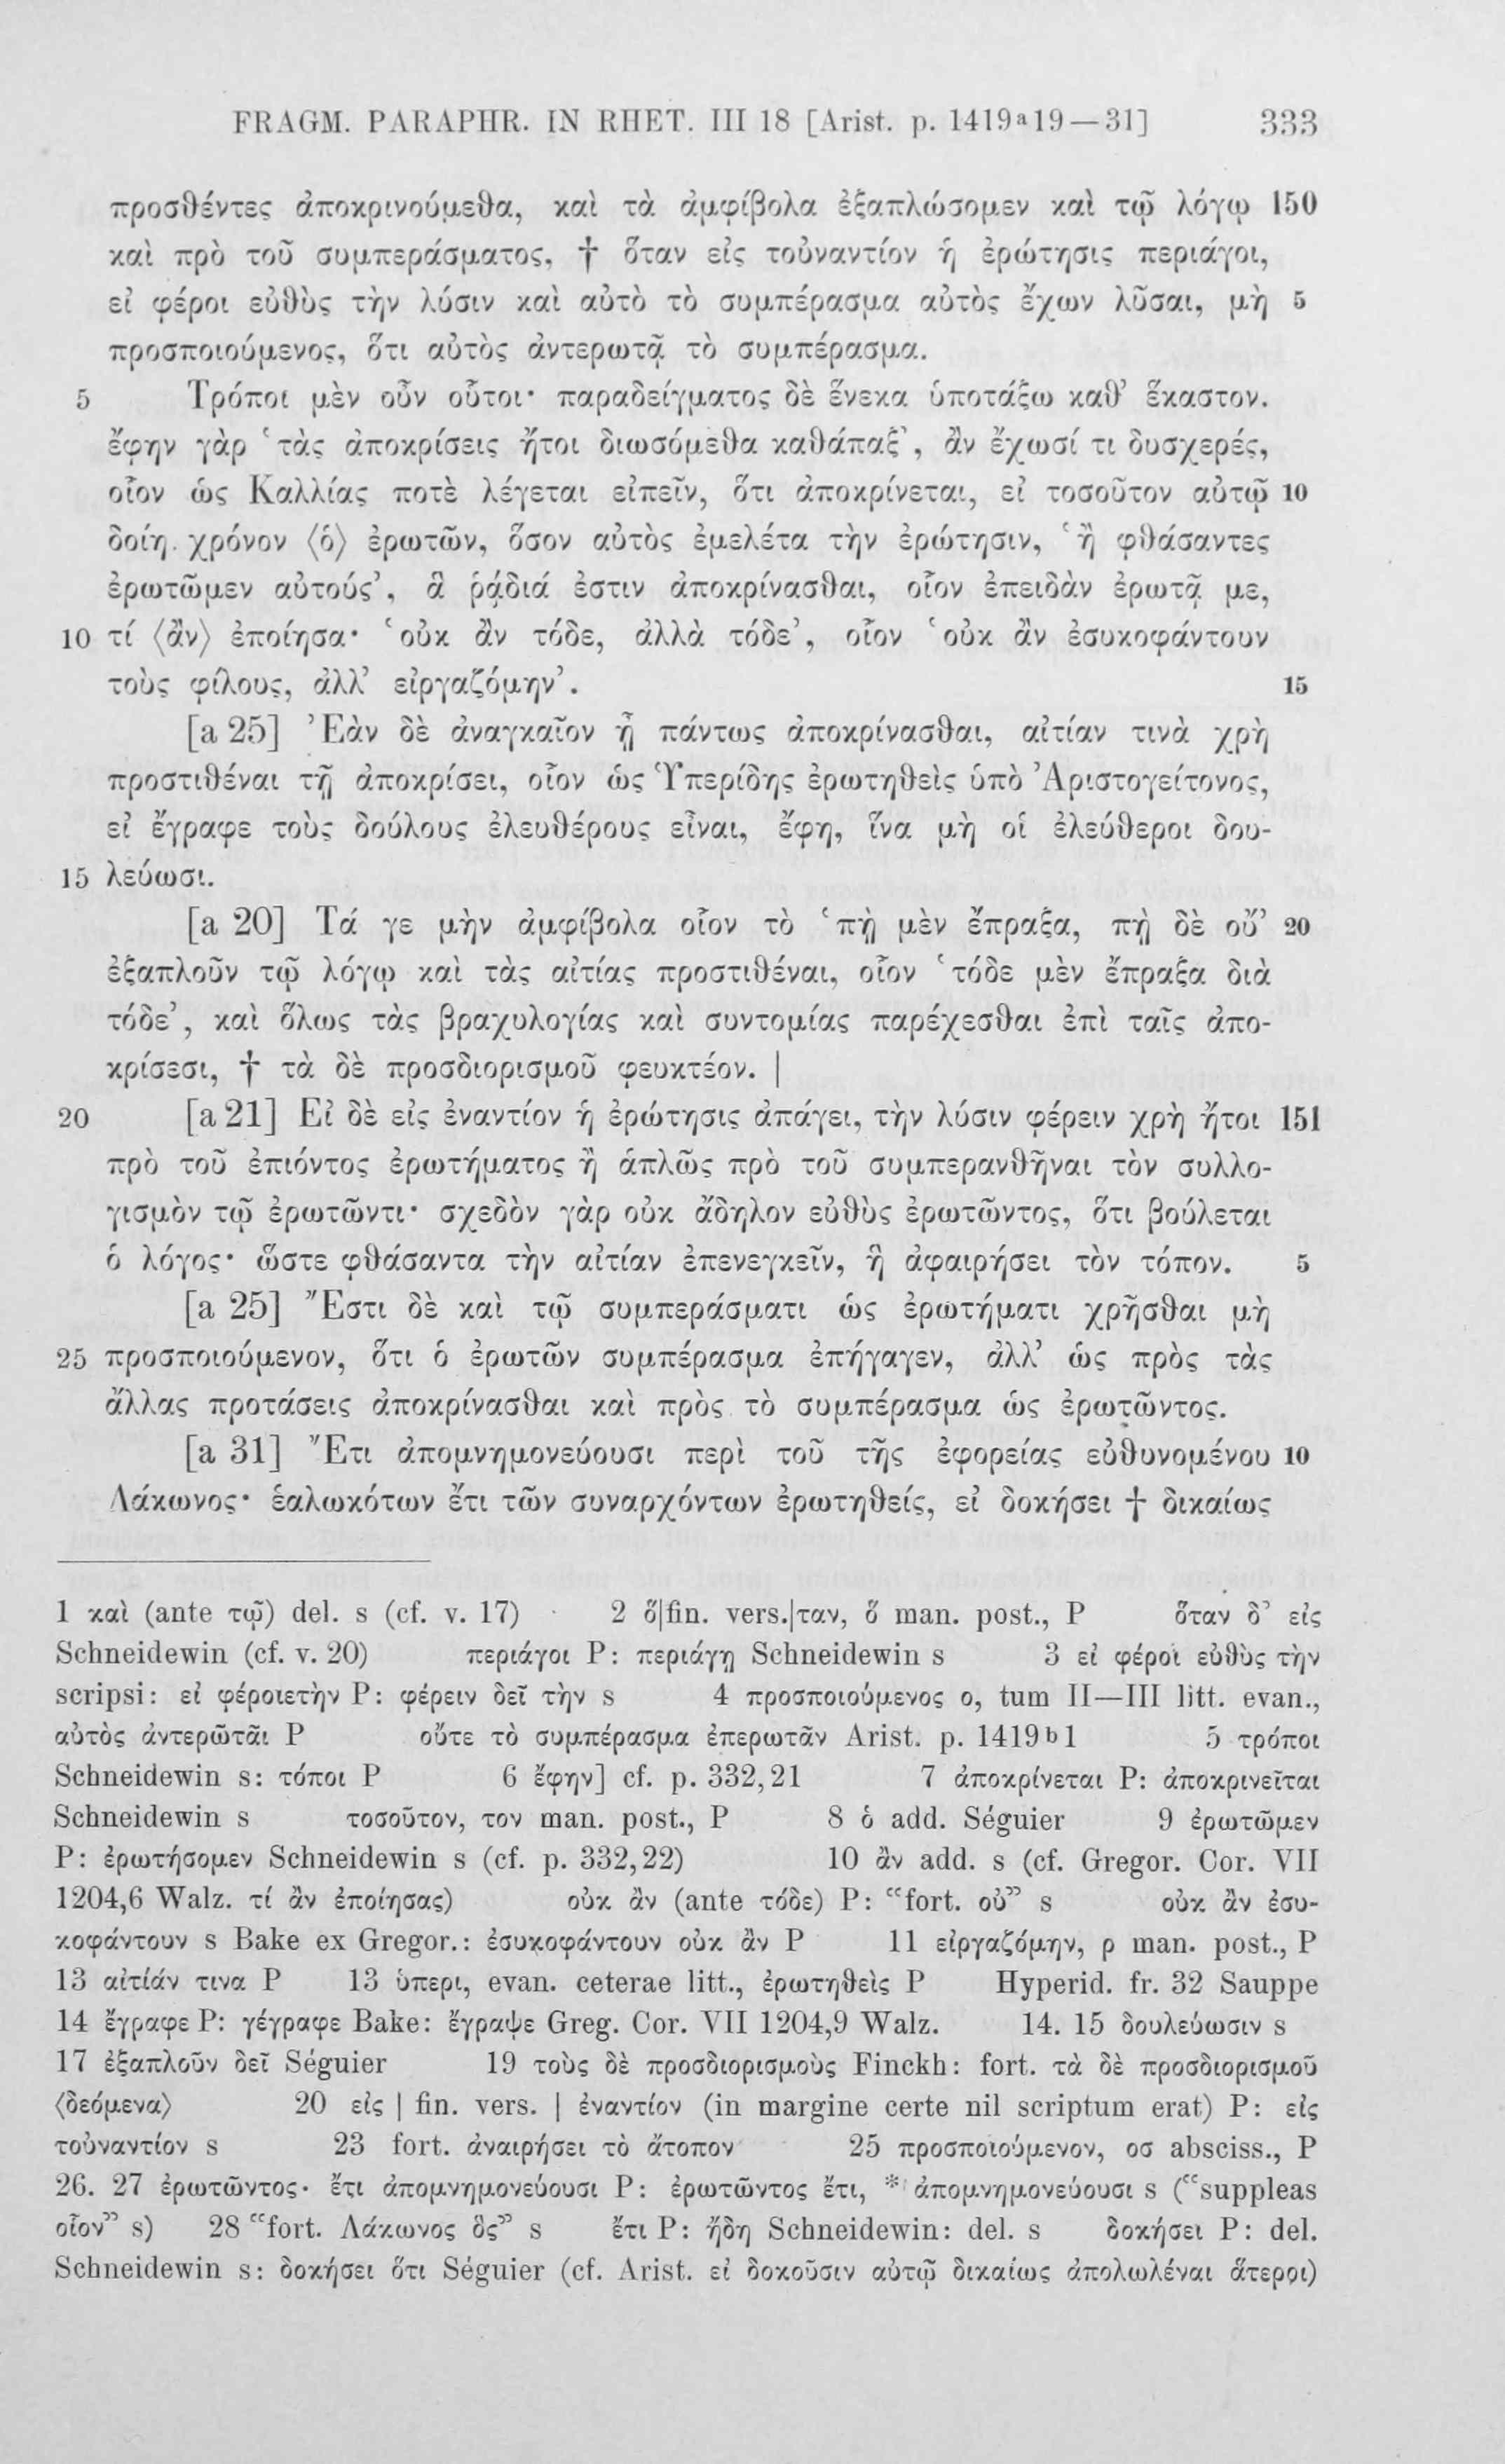 FRAGM. PARAPHR. IN RHET. III 18 [Arist. p. 1419ᵃ19—31] 333
προσθέντες ἀποκρινούμεθα, καὶ τὰ ἀμφίβολα ἐξαπλώσομεν καὶ τῷ λόγῳ 150
καὶ πρὸ τοῦ συμπεράσματος, † ὅταν εἰς τοὐναντίον ἡ ἐρώτησις περιάγοι,
εἰ φέροι εὐθὺς τὴν λύσιν καὶ αὐτὸ τὸ συμπέρασμα αὐτὸς ἔχων λῦσαι, μὴ 5
προσποιούμενος, ὅτι αὐτὸς ἀντερωτᾷ τὸ συμπέρασμα.
5 Τρόποι μὲν οὖν οὗτοι· παραδείγματος δὲ ἕνεκα ὑποτάξω καθ’ ἕκαστον.
ἔφην γὰρ ‘τὰς ἀποκρίσεις ἤτοι διωσόμεθα καθάπαξ’, ἂν ἔχωσί τι δυσχερές,
οἷον ὡς Καλλίας ποτὲ λέγεται εἰπεῖν, ὅτι ἀποκρίνεται, εἰ τοσοῦτον αὐτῷ 10
δοίη χρόνον ⟨ὁ⟩ ἐρωτῶν, ὅσον αὐτὸς ἐμελέτα τὴν ἐρώτησιν, ‘ἢ φθάσαντες
ἐρωτῶμεν αὐτούς’, ἃ ῥᾴδιά ἐστιν ἀποκρίνασθαι, οἷον ἐπειδὰν ἐρωτᾷ με,
10 τί ⟨ἂν⟩ ἐποίησα· ‘οὐκ ἂν τόδε, ἀλλὰ τόδε’, οἷον ‘οὐκ ἂν ἐσυκοφάντουν
τοὺς φίλους, ἀλλ’ εἰργαζόμην’. 15
[a 25] Ἐὰν δὲ ἀναγκαῖον ᾖ πάντως ἀποκρίνασθαι, αἰτίαν τινὰ χρὴ
προστιθέναι τῇ ἀποκρίσει, οἷον ὡς Ὑπερίδης ἐρωτηθεὶς ὑπὸ Ἀριστογείτονος,
εἰ ἔγραφε τοὺς δούλους ἐλευθέρους εἶναι, ἔφη, ἵνα μὴ οἱ ἐλεύθεροι δου-
15 λεύωσι.
[a 20] Τά γε μὴν ἀμφίβολα οἷον τὸ ‘πὴ μὲν ἔπραξα, πὴ δὲ οὔ’ 20
ἐξαπλοῦν τῷ λόγῳ καὶ τὰς αἰτίας προστιθέναι, οἷον ‘τόδε μὲν ἔπραξα διὰ
τόδε’, καὶ ὅλως τὰς βραχυλογίας καὶ συντομίας παρέχεσθαι ἐπὶ ταῖς ἀπο-
κρίσεσι, † τὰ δὲ προσδιορισμοῦ φευκτέον. |
20 [a 21] Εἰ δὲ εἰς ἐναντίον ἡ ἐρώτησις ἀπάγει, τὴν λύσιν φέρειν χρὴ ἤτοι 151
πρὸ τοῦ ἐπιόντος ἐρωτήματος ἢ ἁπλῶς πρὸ τοῦ συμπερανθῆναι τὸν συλλο-
γισμὸν τῷ ἐρωτῶντι· σχεδὸν γὰρ οὐκ ἄδηλον εὐθὺς ἐρωτῶντος, ὅτι βούλεται
ὁ λόγος· ὥστε φθάσαντα τὴν αἰτίαν ἐπενεγκεῖν, ἣ ἀφαιρήσει τὸν τόπον. 5
[a 25] Ἔστι δὲ καὶ τῷ συμπεράσματι ὡς ἐρωτήματι χρῆσθαι μὴ
25 προσποιούμενον, ὅτι ὁ ἐρωτῶν συμπέρασμα ἐπήγαγεν, ἀλλ’ ὡς πρὸς τὰς
ἄλλας προτάσεις ἀποκρίνασθαι καὶ πρὸς τὸ συμπέρασμα ὡς ἐρωτῶντος.
[a 31] Ἔτι ἀπομνημονεύουσι περὶ τοῦ τῆς ἐφορείας εὐθυνομένου 10
Λάκωνος· ἑαλωκότων ἔτι τῶν συναρχόντων ἐρωτηθείς, εἰ δοκήσει † δικαίως
1 καὶ (ante τῷ) del. s (cf. v. 17) 2 ὅ|fin. vers.|ταν, ὅ man. post., P ὅταν δ’ εἰς
Schneidewin (cf. v. 20) περιάγοι P: περιάγῃ Schneidewin s 3 εἰ φέροι εὐθὺς τὴν
scripsi: εἰ φέροιετὴν P: φέρειν δεῖ τὴν s 4 προσποιούμενος ο, tum II—III litt. evan.,
αὐτὸς ἀντερῶτᾶι P οὔτε τὸ συμπέρασμα ἐπερωτᾶν Arist. p. 1419ᵇ1 5 τρόποι
Schneidewin s: τόποι P 6 ἔφην] cf. p. 332,21 7 ἀποκρίνεται P: ἀποκρινεῖται
Schneidewin s τοσοῦτον, τον man. post., P 8 ὁ add. Séguier 9 ἐρωτῶμεν
P: ἐρωτήσομεν Schneidewin s (cf. p. 332,22) 10 ἂν add. s (cf. Gregor. Cor. VII
1204,6 Walz. τί ἂν ἐποίησας) οὐκ ἂν (ante τόδε) P: “fort. οὐ” s οὐκ ἂν ἐσυ-
κοφάντουν s Bake ex Gregor.: ἐσυκοφάντουν οὐκ ἂν P 11 εἰργαζόμην, ρ man. post., P
13 αἰτίάν τινα P 13 ὑπερι, evan. ceterae litt., ἐρωτηθεὶς P Hyperid. fr. 32 Sauppe
14 ἔγραφε P: γέγραφε Bake: ἔγραψε Greg. Cor. VII 1204,9 Walz. 14. 15 δουλεύωσιν s
17 ἐξαπλοῦν δεῖ Séguier 19 τοὺς δὲ προσδιορισμοὺς Finckh: fort. τὰ δὲ προσδιορισμοῦ
⟨δεόμενα⟩ 20 εἰς | fin. vers. | ἐναντίον (in margine certe nil scriptum erat) P: εἰς
τοὐναντίον s 23 fort. ἀναιρήσει τὸ ἄτοπον 25 προσποιούμενον, οσ absciss., P
26. 27 ἐρωτῶντος· ἔτι ἀπομνημονεύουσι P: ἐρωτῶντος ἔτι, * ἀπομνημονεύουσι s (“suppleas
οἷον” s) 28 “fort. Λάκωνος ὃς” s ἔτι P: ἤδη Schneidewin: del. s δοκήσει P: del.
Schneidewin s: δοκήσει ὅτι Séguier (cf. Arist. εἰ δοκοῦσιν αὐτῷ δικαίως ἀπολωλέναι ἅτεροι)